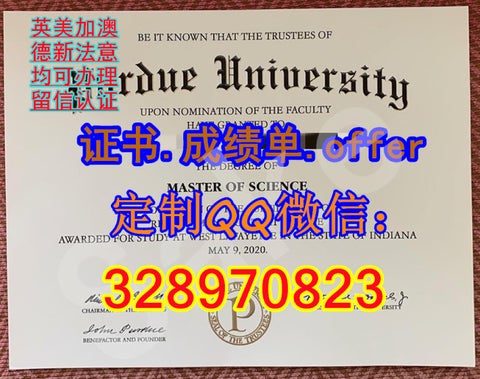 英美加澳
德新法意
均可办理
留信认证
BE IT KNOWN THAT THE TRUSTEES OF
Purdue University
UPON NOMINATION OF THE FACULTY
HAVE GRANTED TO
证书.成绩单.offer
THE DEGREE OF
MASTER OF SCIENCE
定制QQ微信：
AWARDED FOR STUDY AT WEST LAFAYETTE IN THE STATE OF INDIANA
MAY 9, 2020.
328970823
John Purdue
BENEFACTOR AND FOUNDER
SEAL OF THE TRUSTEES
P